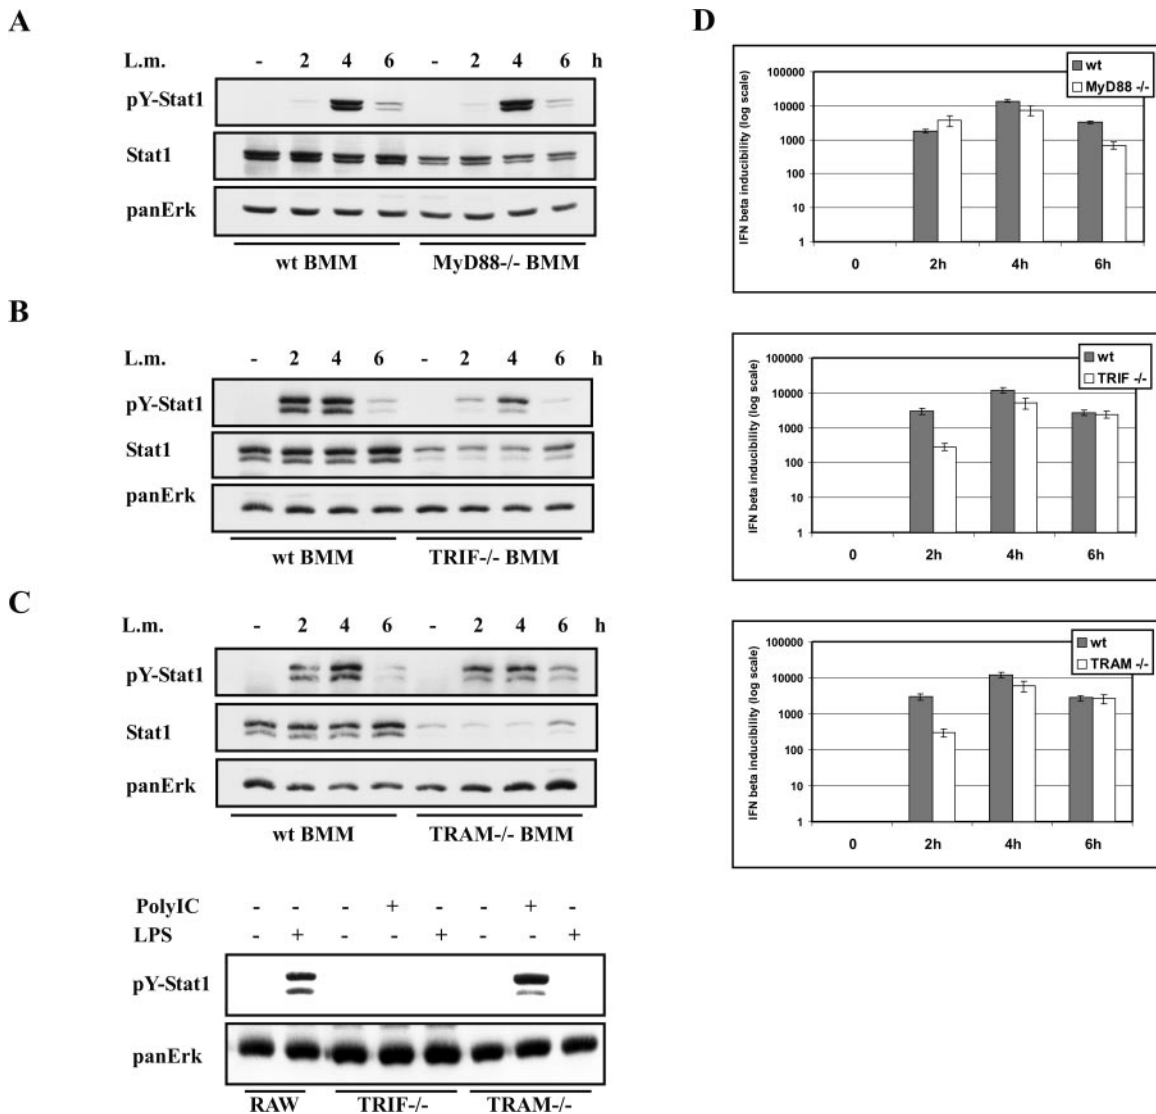 A
L.m. - 2 4 6 - 2 4 6 h
pY-Stat1
Stat1
panErk
wt BMM MyD88-/- BMM
B
L.m. - 2 4 6 - 2 4 6 h
pY-Stat1
Stat1
panErk
wt BMM TRIF-/- BMM
C
L.m. - 2 4 6 - 2 4 6 h
pY-Stat1
Stat1
panErk
wt BMM TRAM-/- BMM
PolyIC - - - + - - + -
LPS - + - - + - - +
pY-Stat1
panErk
RAW TRIF-/- TRAM-/-
D
IFN beta inducibility (log scale)
100000
10000
1000
100
10
1
0 2h 4h 6h
wt
MyD88 -/-
IFN beta inducibility (log scale)
100000
10000
1000
100
10
1
0 2h 4h 6h
wt
TRIF -/-
IFN beta inducibility (log scale)
100000
10000
1000
100
10
1
0 2h 4h 6h
wt
TRAM -/-